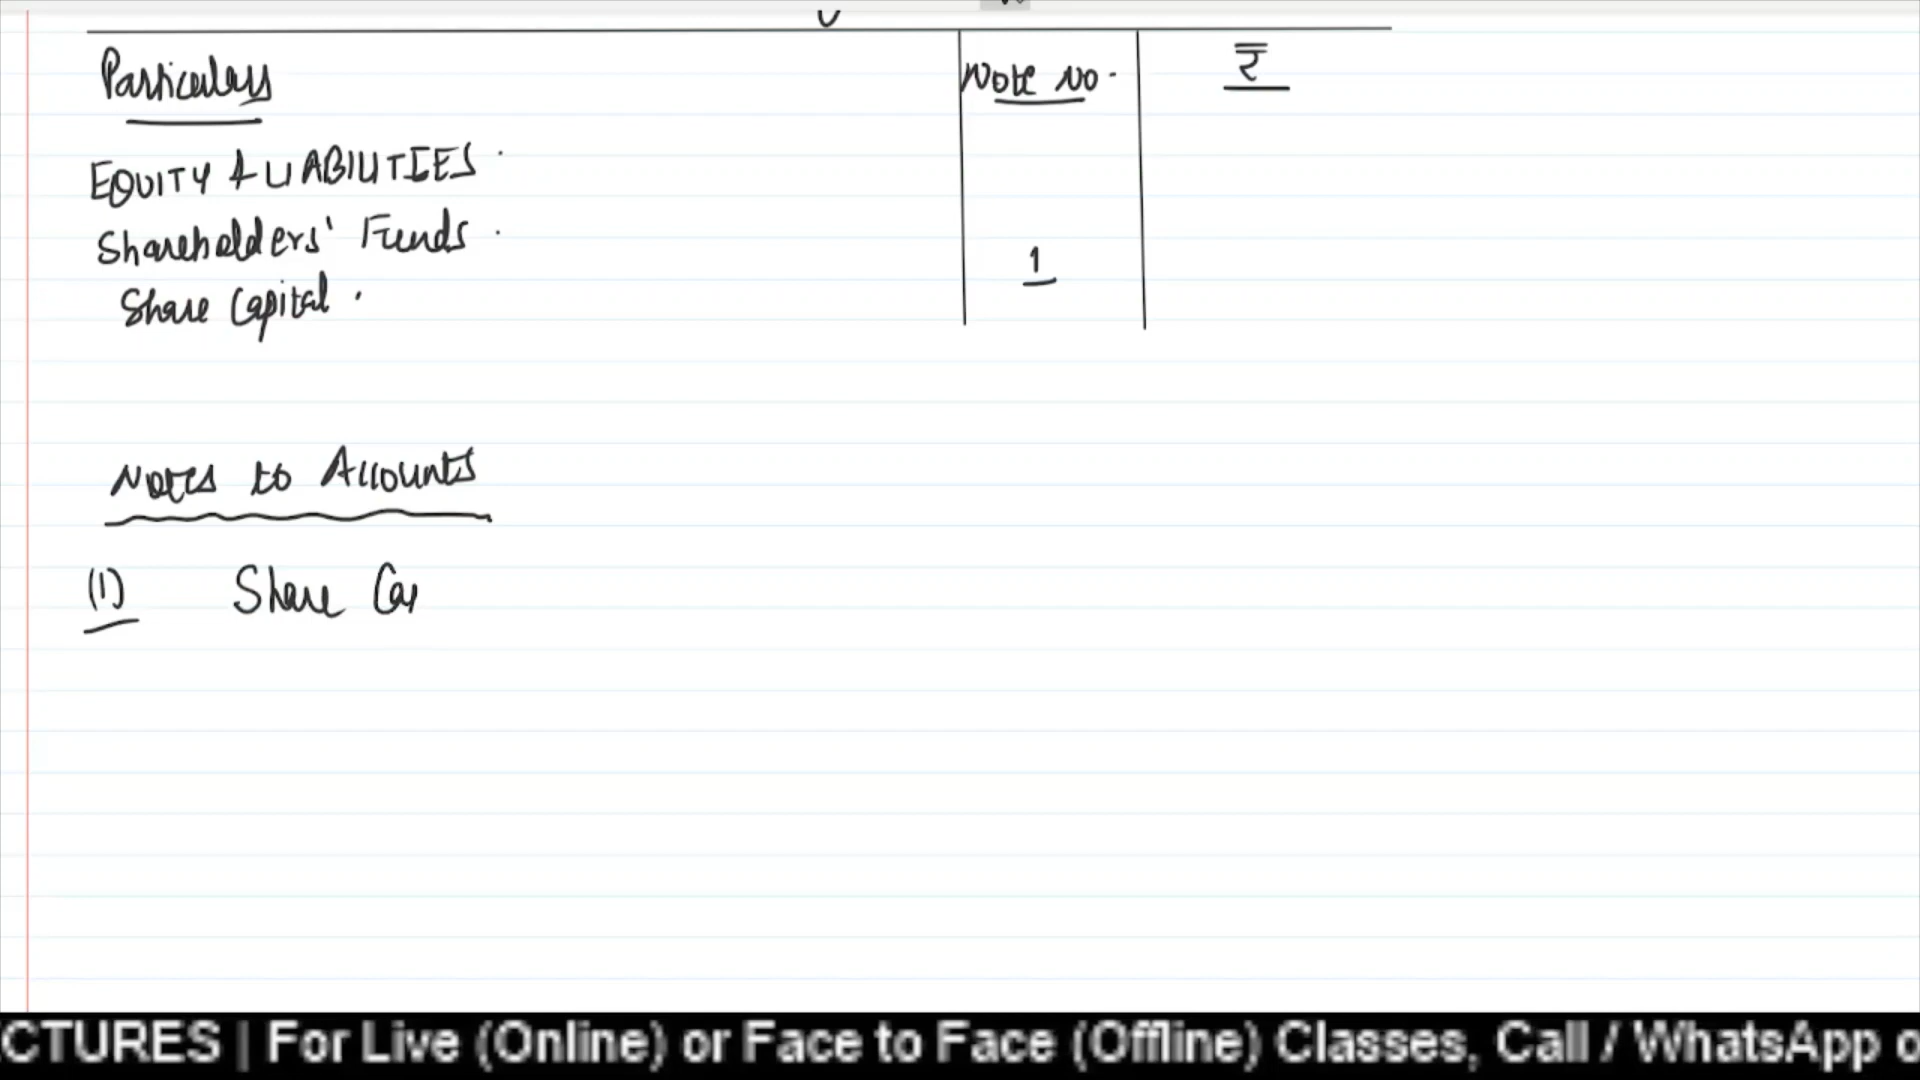 Particulars Note No. ₹
EQUITY & LIABILITIES.
Shareholders' Funds.
1
Share Capital.
Notes to Accounts
(1) Share Ca
CTURES | For Live (Online) or Face to Face (Offline) Classes, Call / WhatsApp o